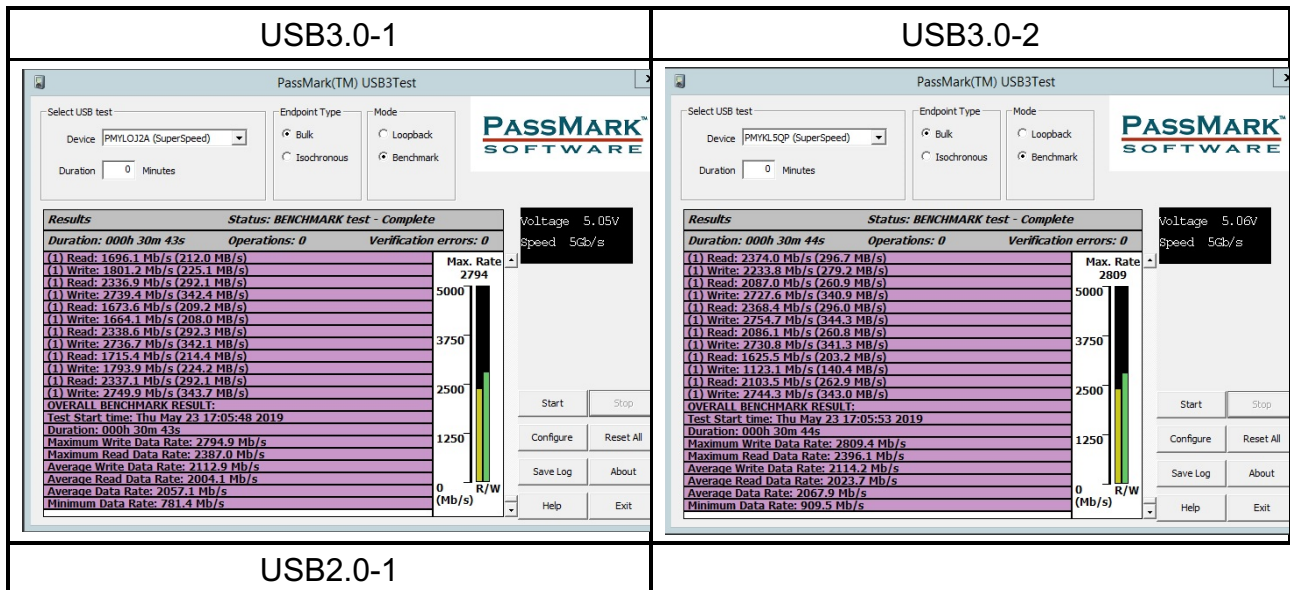 USB3.0-1
PassMark(TM) USB3Test
Select USB test
Device PMYLOJ2A (SuperSpeed)
Duration 0 Minutes
Endpoint Type
Bulk
Isochronous
Mode
Loopback
Benchmark
PASSMARK™
SOFTWARE
Results Status: BENCHMARK test - Complete
Duration: 000h 30m 43s Operations: 0 Verification errors: 0
(1) Read: 1696.1 Mb/s (212.0 MB/s)
(1) Write: 1801.2 Mb/s (225.1 MB/s)
(1) Read: 2336.9 Mb/s (292.1 MB/s)
(1) Write: 2739.4 Mb/s (342.4 MB/s)
(1) Read: 1673.6 Mb/s (209.2 MB/s)
(1) Write: 1664.1 Mb/s (208.0 MB/s)
(1) Read: 2338.6 Mb/s (292.3 MB/s)
(1) Write: 2736.7 Mb/s (342.1 MB/s)
(1) Read: 1715.4 Mb/s (214.4 MB/s)
(1) Write: 1793.9 Mb/s (224.2 MB/s)
(1) Read: 2337.1 Mb/s (292.1 MB/s)
(1) Write: 2749.9 Mb/s (343.7 MB/s)
OVERALL BENCHMARK RESULT:
Test Start time: Thu May 23 17:05:48 2019
Duration: 000h 30m 43s
Maximum Write Data Rate: 2794.9 Mb/s
Maximum Read Data Rate: 2387.0 Mb/s
Average Write Data Rate: 2112.9 Mb/s
Average Read Data Rate: 2004.1 Mb/s
Average Data Rate: 2057.1 Mb/s
Minimum Data Rate: 781.4 Mb/s
Max. Rate
2794
5000
3750
2500
1250
0 R/W
(Mb/s)
Voltage 5.05V
Speed 5Gb/s
Start Stop
Configure Reset All
Save Log About
Help Exit
USB3.0-2
PassMark(TM) USB3Test
Select USB test
Device PMYKL5QP (SuperSpeed)
Duration 0 Minutes
Endpoint Type
Bulk
Isochronous
Mode
Loopback
Benchmark
PASSMARK™
SOFTWARE
Results Status: BENCHMARK test - Complete
Duration: 000h 30m 44s Operations: 0 Verification errors: 0
(1) Read: 2374.0 Mb/s (296.7 MB/s)
(1) Write: 2233.8 Mb/s (279.2 MB/s)
(1) Read: 2087.0 Mb/s (260.9 MB/s)
(1) Write: 2727.6 Mb/s (340.9 MB/s)
(1) Read: 2368.4 Mb/s (296.0 MB/s)
(1) Write: 2754.7 Mb/s (344.3 MB/s)
(1) Read: 2086.1 Mb/s (260.8 MB/s)
(1) Write: 2730.8 Mb/s (341.3 MB/s)
(1) Read: 1625.5 Mb/s (203.2 MB/s)
(1) Write: 1123.1 Mb/s (140.4 MB/s)
(1) Read: 2103.5 Mb/s (262.9 MB/s)
(1) Write: 2744.3 Mb/s (343.0 MB/s)
OVERALL BENCHMARK RESULT:
Test Start time: Thu May 23 17:05:53 2019
Duration: 000h 30m 44s
Maximum Write Data Rate: 2809.4 Mb/s
Maximum Read Data Rate: 2396.1 Mb/s
Average Write Data Rate: 2114.2 Mb/s
Average Read Data Rate: 2023.7 Mb/s
Average Data Rate: 2067.9 Mb/s
Minimum Data Rate: 909.5 Mb/s
Max. Rate
2809
5000
3750
2500
1250
0 R/W
(Mb/s)
Voltage 5.06V
Speed 5Gb/s
Start Stop
Configure Reset All
Save Log About
Help Exit
USB2.0-1